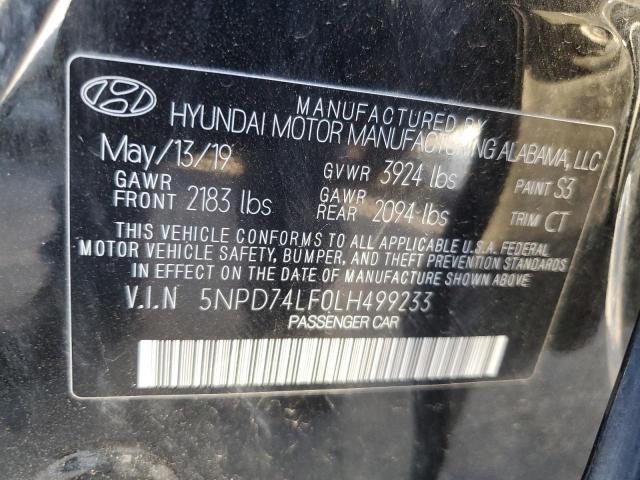 MANUFACTURED BY
HYUNDAI MOTOR MANUFACTURING ALABAMA, LLC
May/13/19 GVWR 3924 lbs PAINT S3
GAWR FRONT 2183 lbs GAWR REAR 2094 lbs TRIM CT
THIS VEHICLE CONFORMS TO ALL APPLICABLE U.S.A. FEDERAL
MOTOR VEHICLE SAFETY, BUMPER, AND THEFT PREVENTION STANDARDS
IN EFFECT ON THE DATE OF MANUFACTURE SHOWN ABOVE.
V.I.N 5NPD74LF0LH499233
PASSENGER CAR